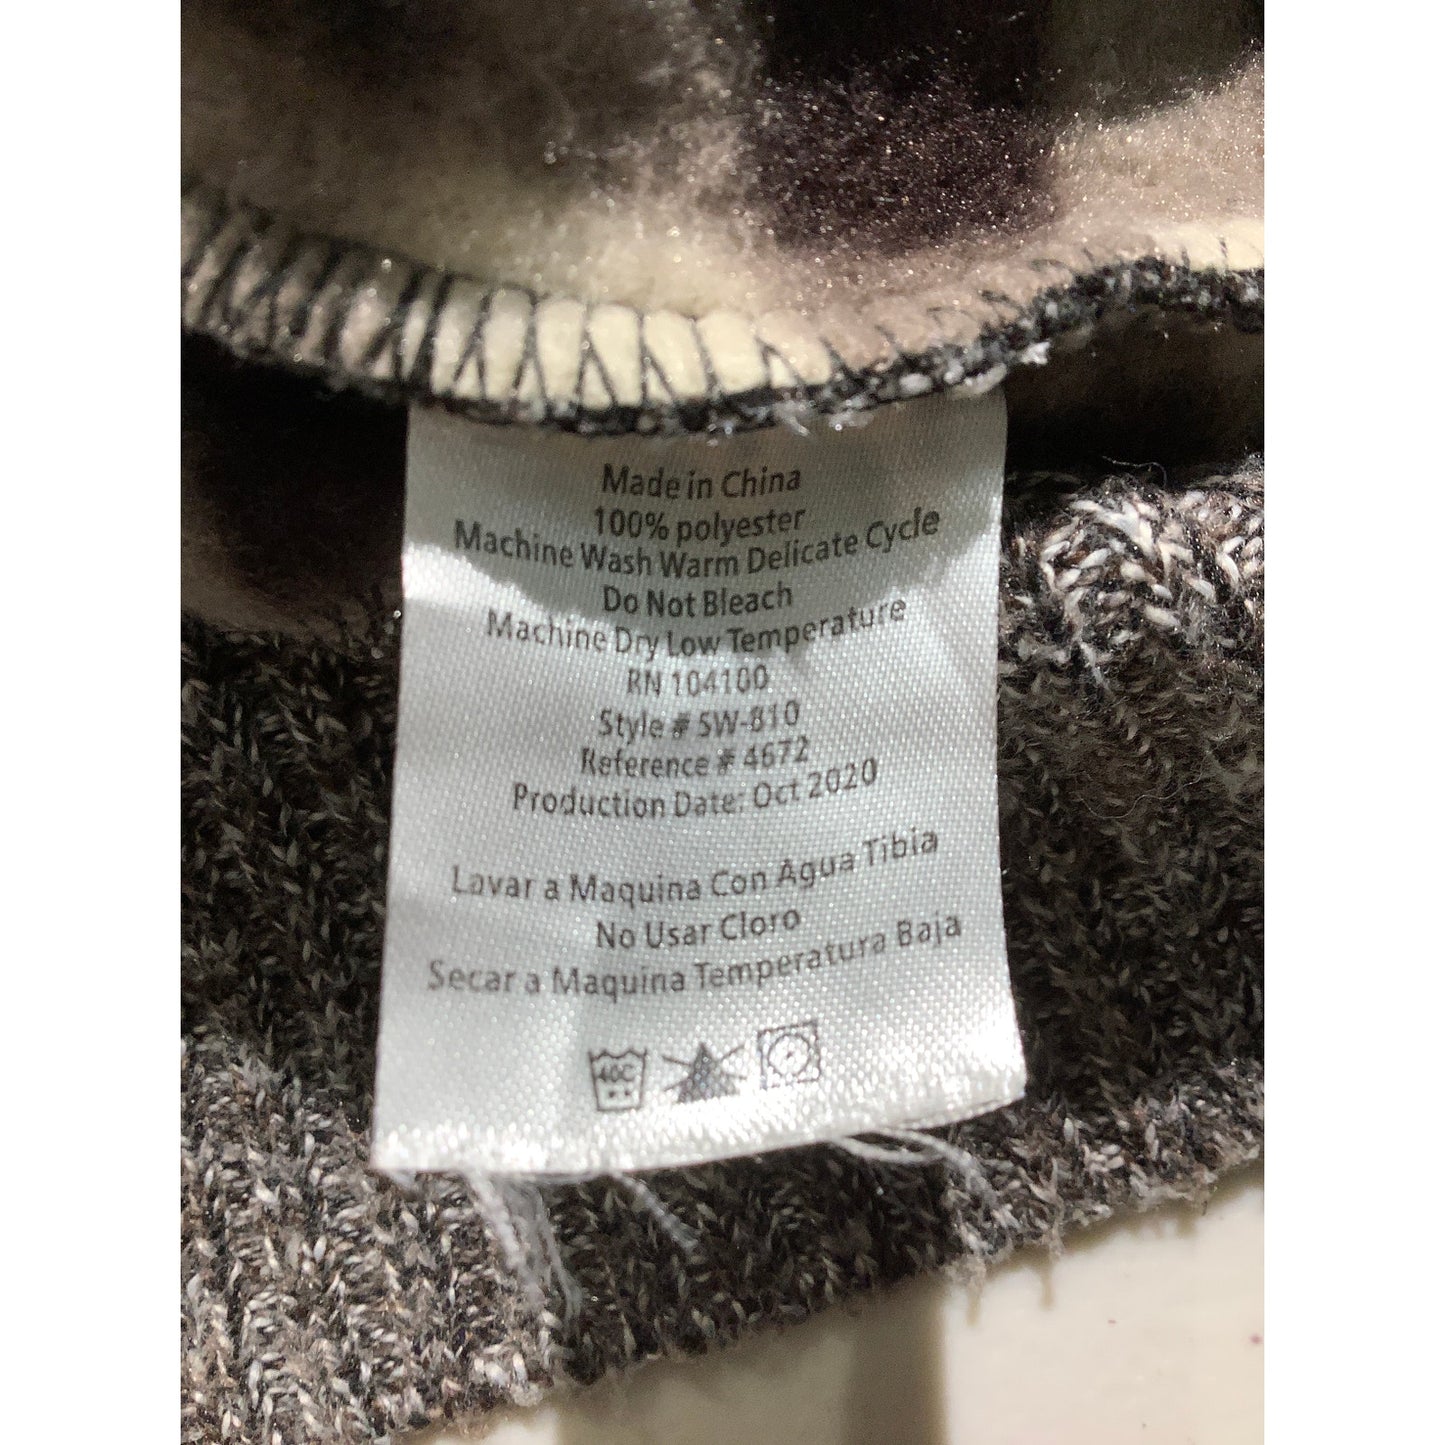 Made in China
100% polyester
Machine Wash Warm Delicate Cycle
Do Not Bleach
Machine Dry Low Temperature
RN 104100
Style # SW-810
Reference # 4672
Production Date: Oct 2020
Lavar a Maquina Con Agua Tibia
No Usar Cloro
Secar a Maquina Temperatura Baja
40C